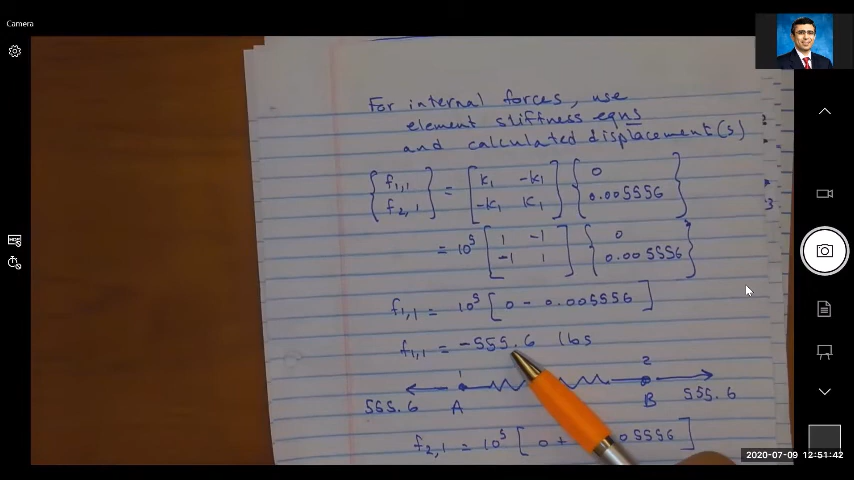 Camera
For internal forces, use
element stiffness eqns
and calculated displacement(s)
{f1,1 f2,1} = [K1 -K1 -K1 K1] {0 0.005556}
= 10^5 [1 -1 -1 1] {0 0.005556}
f1,1 = 10^5 [0 - 0.005556]
f1,1 = -555.6 lbs
1 2
555.6 A B 555.6
f2,1 = 10^5 [0 + 05556]
2020-07-09 12:51:42